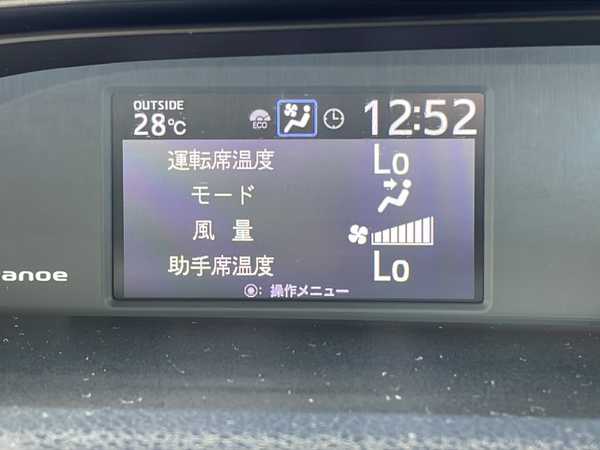 OUTSIDE
28℃
ECO
12:52
運転席温度 Lo
モード
風 量
助手席温度 Lo
anoe
◉: 操作メニュー